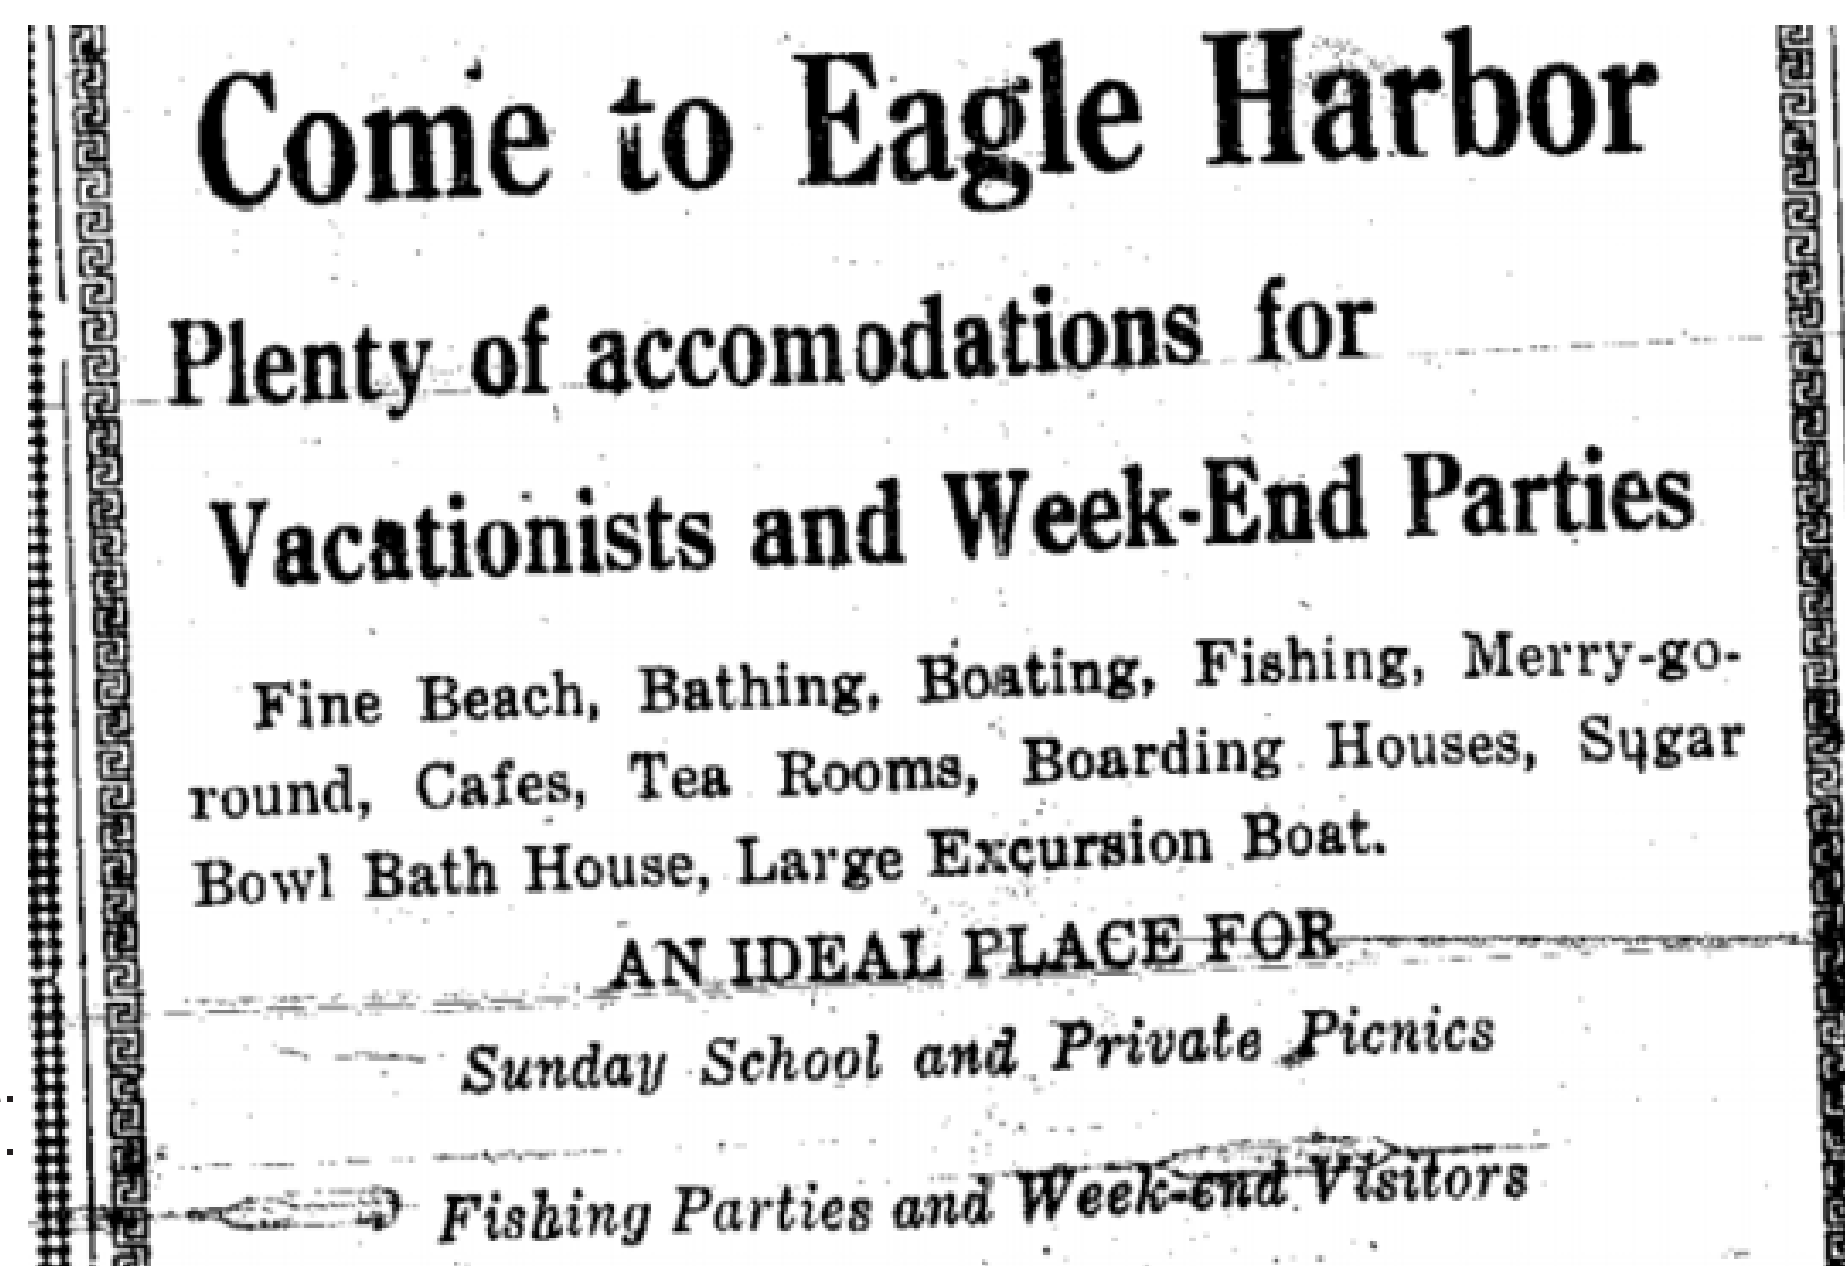 Come to Eagle Harbor
Plenty of accomodations for
Vacationists and Week-End Parties
Fine Beach, Bathing, Boating, Fishing, Merry-go-
round, Cafes, Tea Rooms, Boarding Houses, Sugar
Bowl Bath House, Large Excursion Boat.
AN IDEAL PLACE FOR
Sunday School and Private Picnics
Fishing Parties and Week-end Visitors